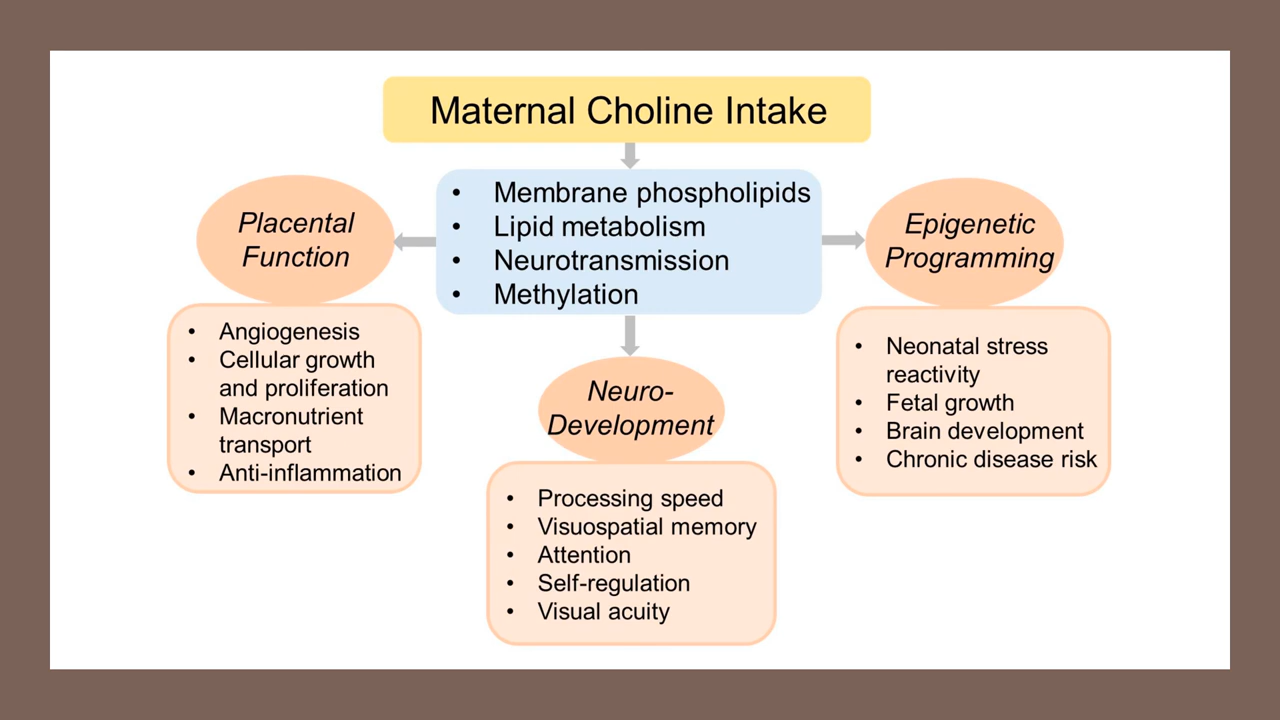 Maternal Choline Intake
• Membrane phospholipids
• Lipid metabolism
• Neurotransmission
• Methylation
Placental
Function
• Angiogenesis
• Cellular growth
and proliferation
• Macronutrient
transport
• Anti-inflammation
Neuro-
Development
• Processing speed
• Visuospatial memory
• Attention
• Self-regulation
• Visual acuity
Epigenetic
Programming
• Neonatal stress
reactivity
• Fetal growth
• Brain development
• Chronic disease risk